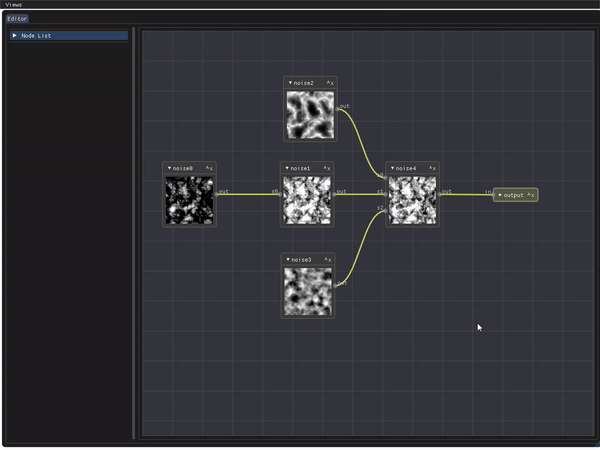 Views
Editor
Node List
noise2 ^x
out
noise0 ^x
out
s0
noise1 ^x
out
s0
s1
s2
noise4 ^x
out
in
output ^x
noise3 ^x
out